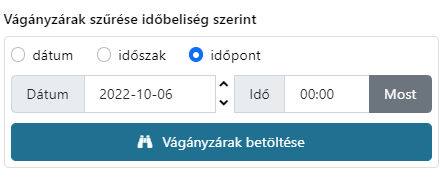 Vágányzárak szűrése időbeliség szerint
dátum időszak időpont
Dátum 2022-10-06 Idő 00:00 Most
Vágányzárak betöltése